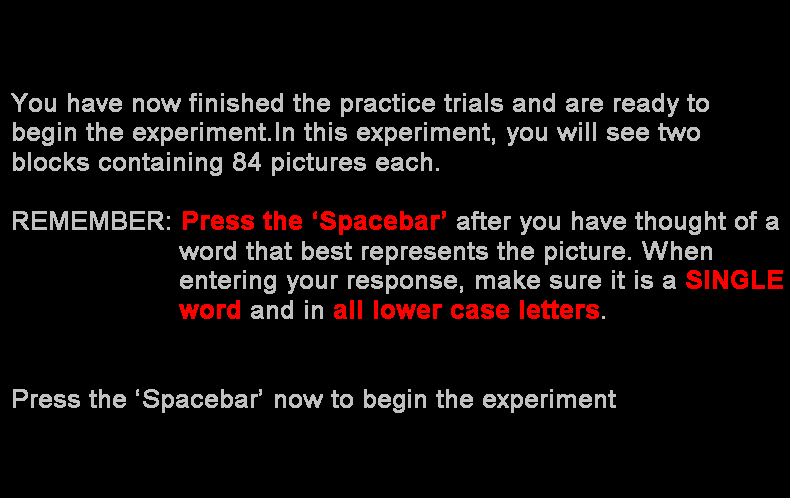 You have now finished the practice trials and are ready to
begin the experiment.In this experiment, you will see two
blocks containing 84 pictures each.
REMEMBER: Press the ‘Spacebar’ after you have thought of a
word that best represents the picture. When
entering your response, make sure it is a SINGLE
word and in all lower case letters.
Press the ‘Spacebar’ now to begin the experiment